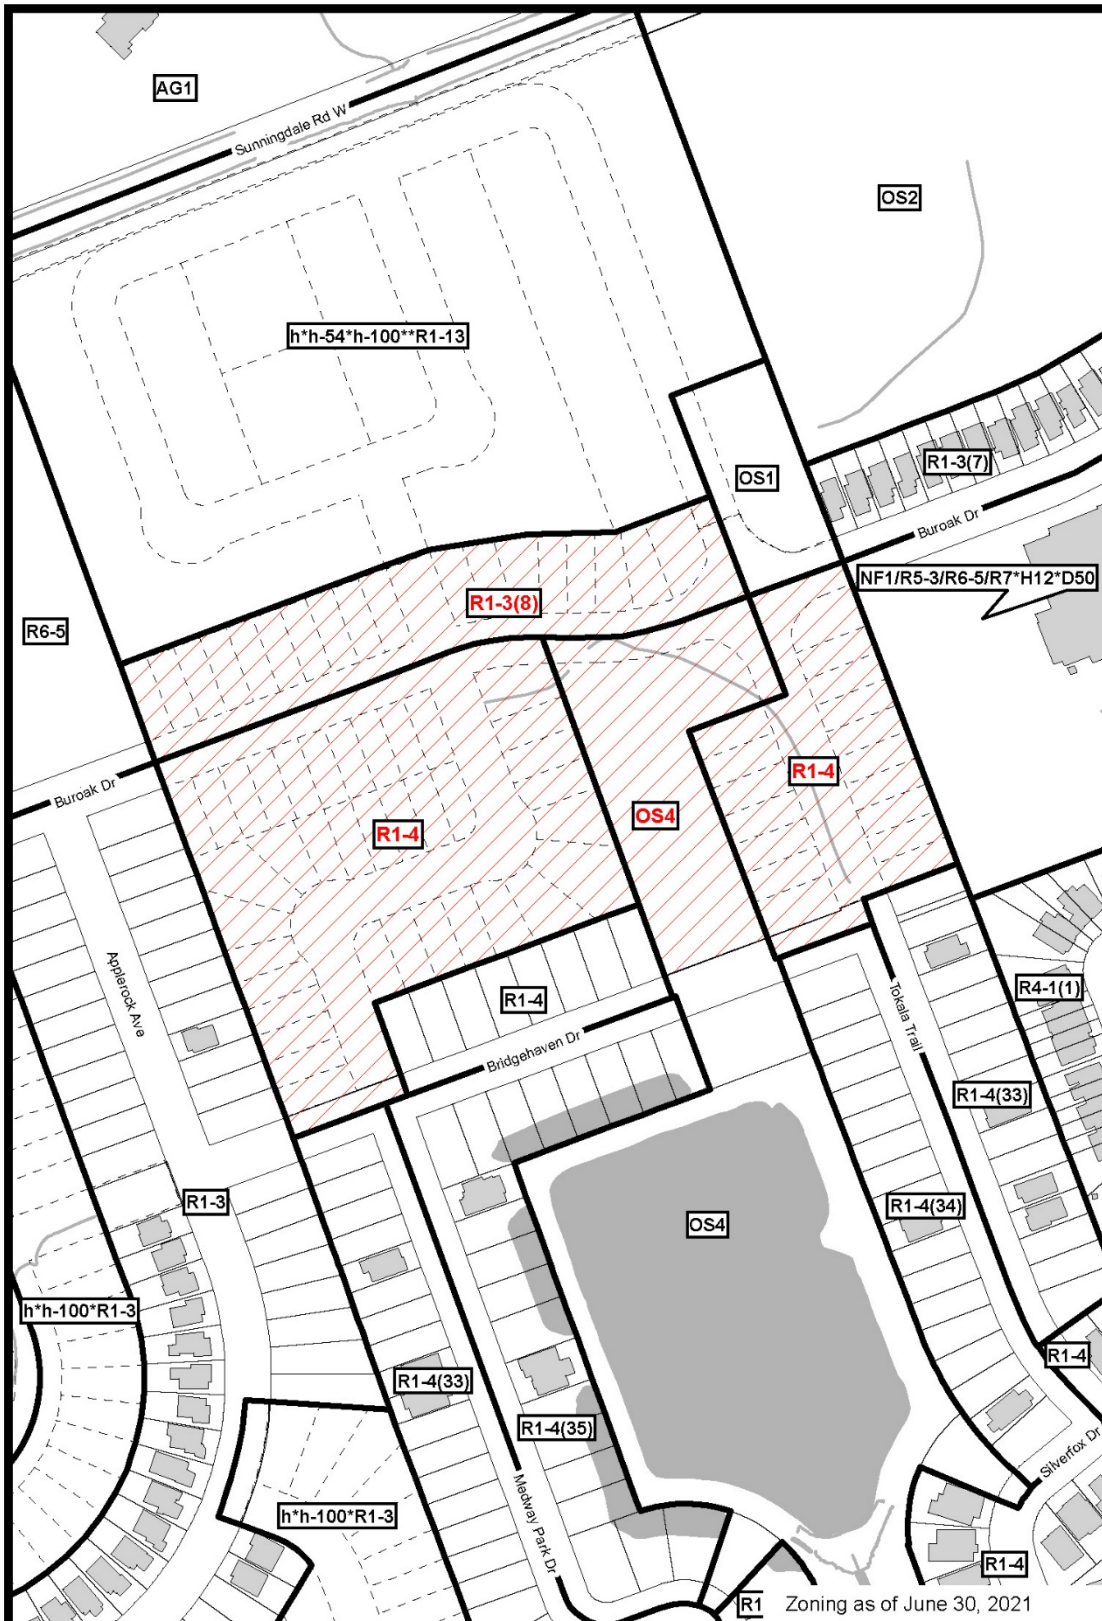 AG1
Sunningdale Rd W
OS2
h*h-54*h-100**R1-13
R1-3(7)
OS1
Buroak Dr
NF1/R5-3/R6-5/R7*H12*D50
R1-3(8)
R6-5
R1-4
Buroak Dr
OS4
R1-4
Applerock Ave
R1-4
Tokala Trail
R4-1(1)
Bridgehaven Dr
R1-4(33)
R1-3
R1-4(34)
OS4
h*h-100*R1-3
R1-4
R1-4(33)
R1-4(35)
Silverfox Dr
Medway Park Dr
h*h-100*R1-3
R1-4
R1
Zoning as of June 30, 2021